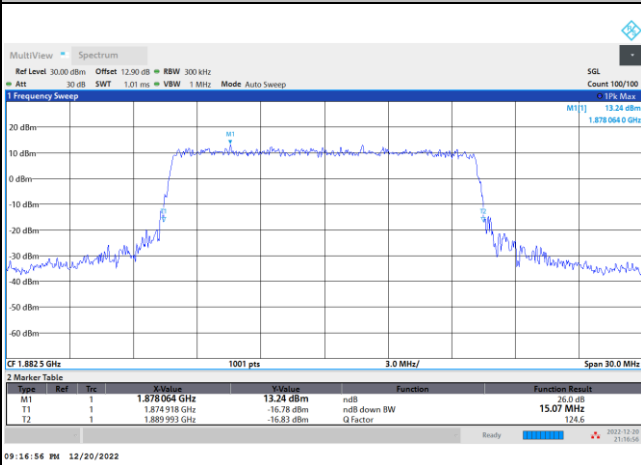 MultiView Spectrum
Ref Level 30.00 dBm Offset 12.90 dB RBW 300 kHz SGL
Att 30 dB SWT 1.01 ms VBW 1 MHz Mode Auto Sweep Count 100/100
1 Frequency Sweep 1Pk Max
M1[1] 13.24 dBm
1.878 064 0 GHz
M1
20 dBm
10 dBm
0 dBm
-10 dBm
T1 T2
-20 dBm
-30 dBm
-40 dBm
-50 dBm
-60 dBm
CF 1.882 5 GHz 1001 pts 3.0 MHz/ Span 30.0 MHz
2 Marker Table
Type Ref Trc X-Value Y-Value Function Function Result
M1 1 1.878 064 GHz 13.24 dBm ndB 26.0 dB
T1 1 1.874 918 GHz -16.78 dBm ndB down BW 15.07 MHz
T2 1 1.889 993 GHz -16.83 dBm Q Factor 124.6
Ready 2022-12-20
21:16:56
09:16:56 PM 12/20/2022